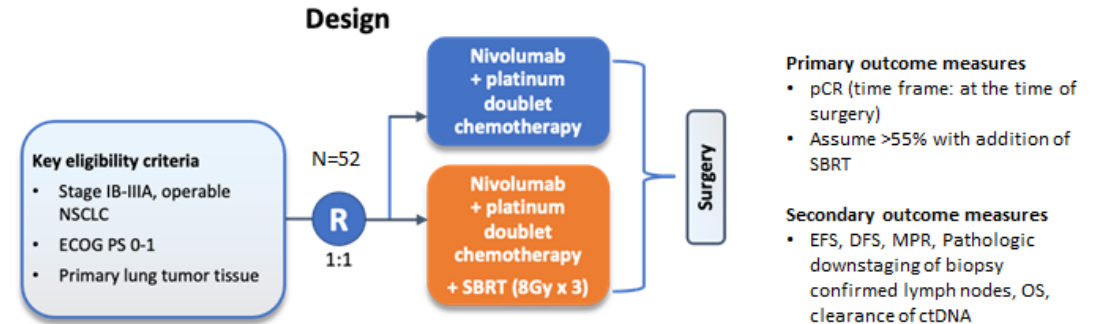 Design
Key eligibility criteria
• Stage IB-IIIA, operable
NSCLC
• ECOG PS 0-1
• Primary lung tumor tissue
N=52
R
1:1
Nivolumab
+ platinum
doublet
chemotherapy
Nivolumab
+ platinum
doublet
chemotherapy
+ SBRT (8Gy x 3)
Surgery
Primary outcome measures
• pCR (time frame: at the time of
surgery)
• Assume >55% with addition of
SBRT
Secondary outcome measures
• EFS, DFS, MPR, Pathologic
downstaging of biopsy
confirmed lymph nodes, OS,
clearance of ctDNA